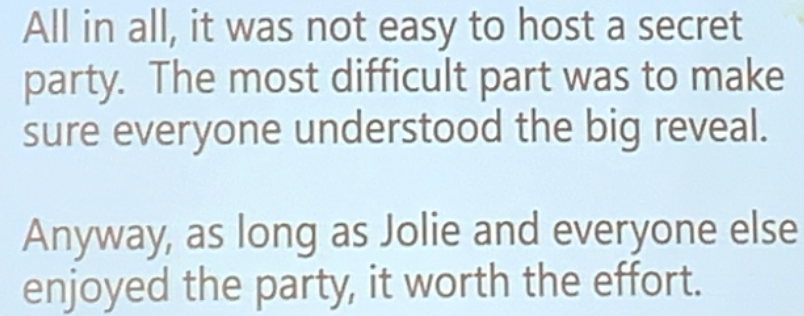 All in all, it was not easy to host a secret
party.  The most difficult part was to make
sure everyone understood the big reveal.
Anyway, as long as Jolie and everyone else
enjoyed the party, it worth the effort.